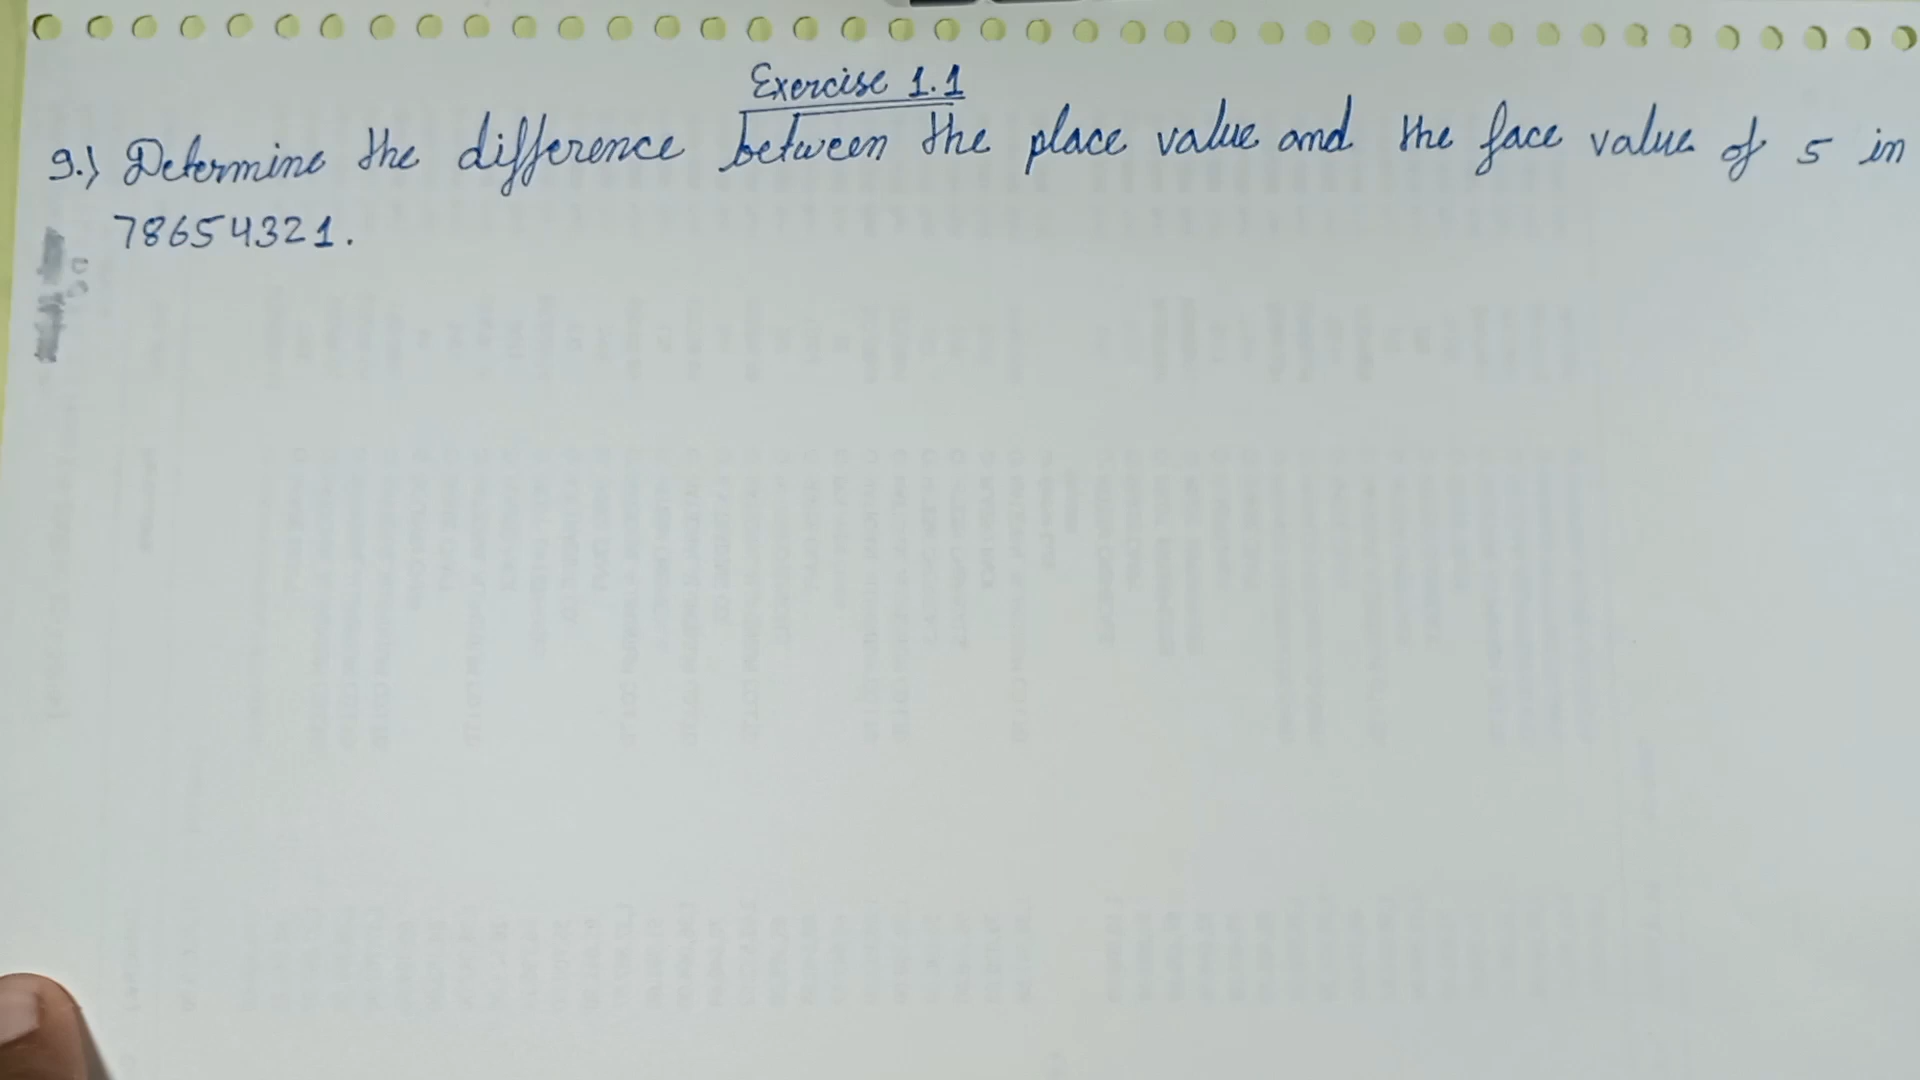 Exercise 1.1
9.) Determine the difference between the place value and the face value of 5 in
78654321.